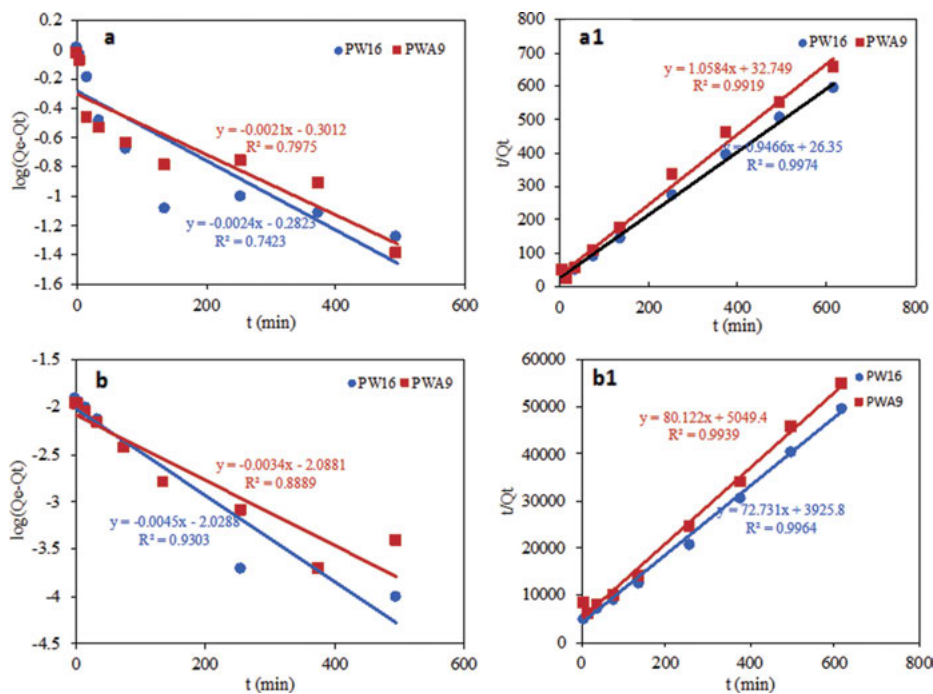 a
PW16 PWA9
0.2
0
-0.2
-0.4
-0.6
-0.8
-1
-1.2
-1.4
-1.6
log(Qe-Qt)
y = -0.0021x - 0.3012
R² = 0.7975
y = -0.0024x - 0.2823
R² = 0.7423
0 200 400 600
t (min)
a1
PW16 PWA9
800
700
600
500
400
300
200
100
0
t/Qt
y = 1.0584x + 32.749
R² = 0.9919
y = 0.9466x + 26.35
R² = 0.9974
0 200 400 600 800
t (min)
b
PW16 PWA9
-1.5
-2
-2.5
-3
-3.5
-4
-4.5
log(Qe-Qt)
y = -0.0034x - 2.0881
R² = 0.8889
y = -0.0045x - 2.0288
R² = 0.9303
0 200 400 600
t (min)
b1
PW16
PWA9
60000
50000
40000
30000
20000
10000
0
t/Qt
y = 80.122x + 5049.4
R² = 0.9939
y = 72.731x + 3925.8
R² = 0.9964
0 200 400 600 800
t (min)